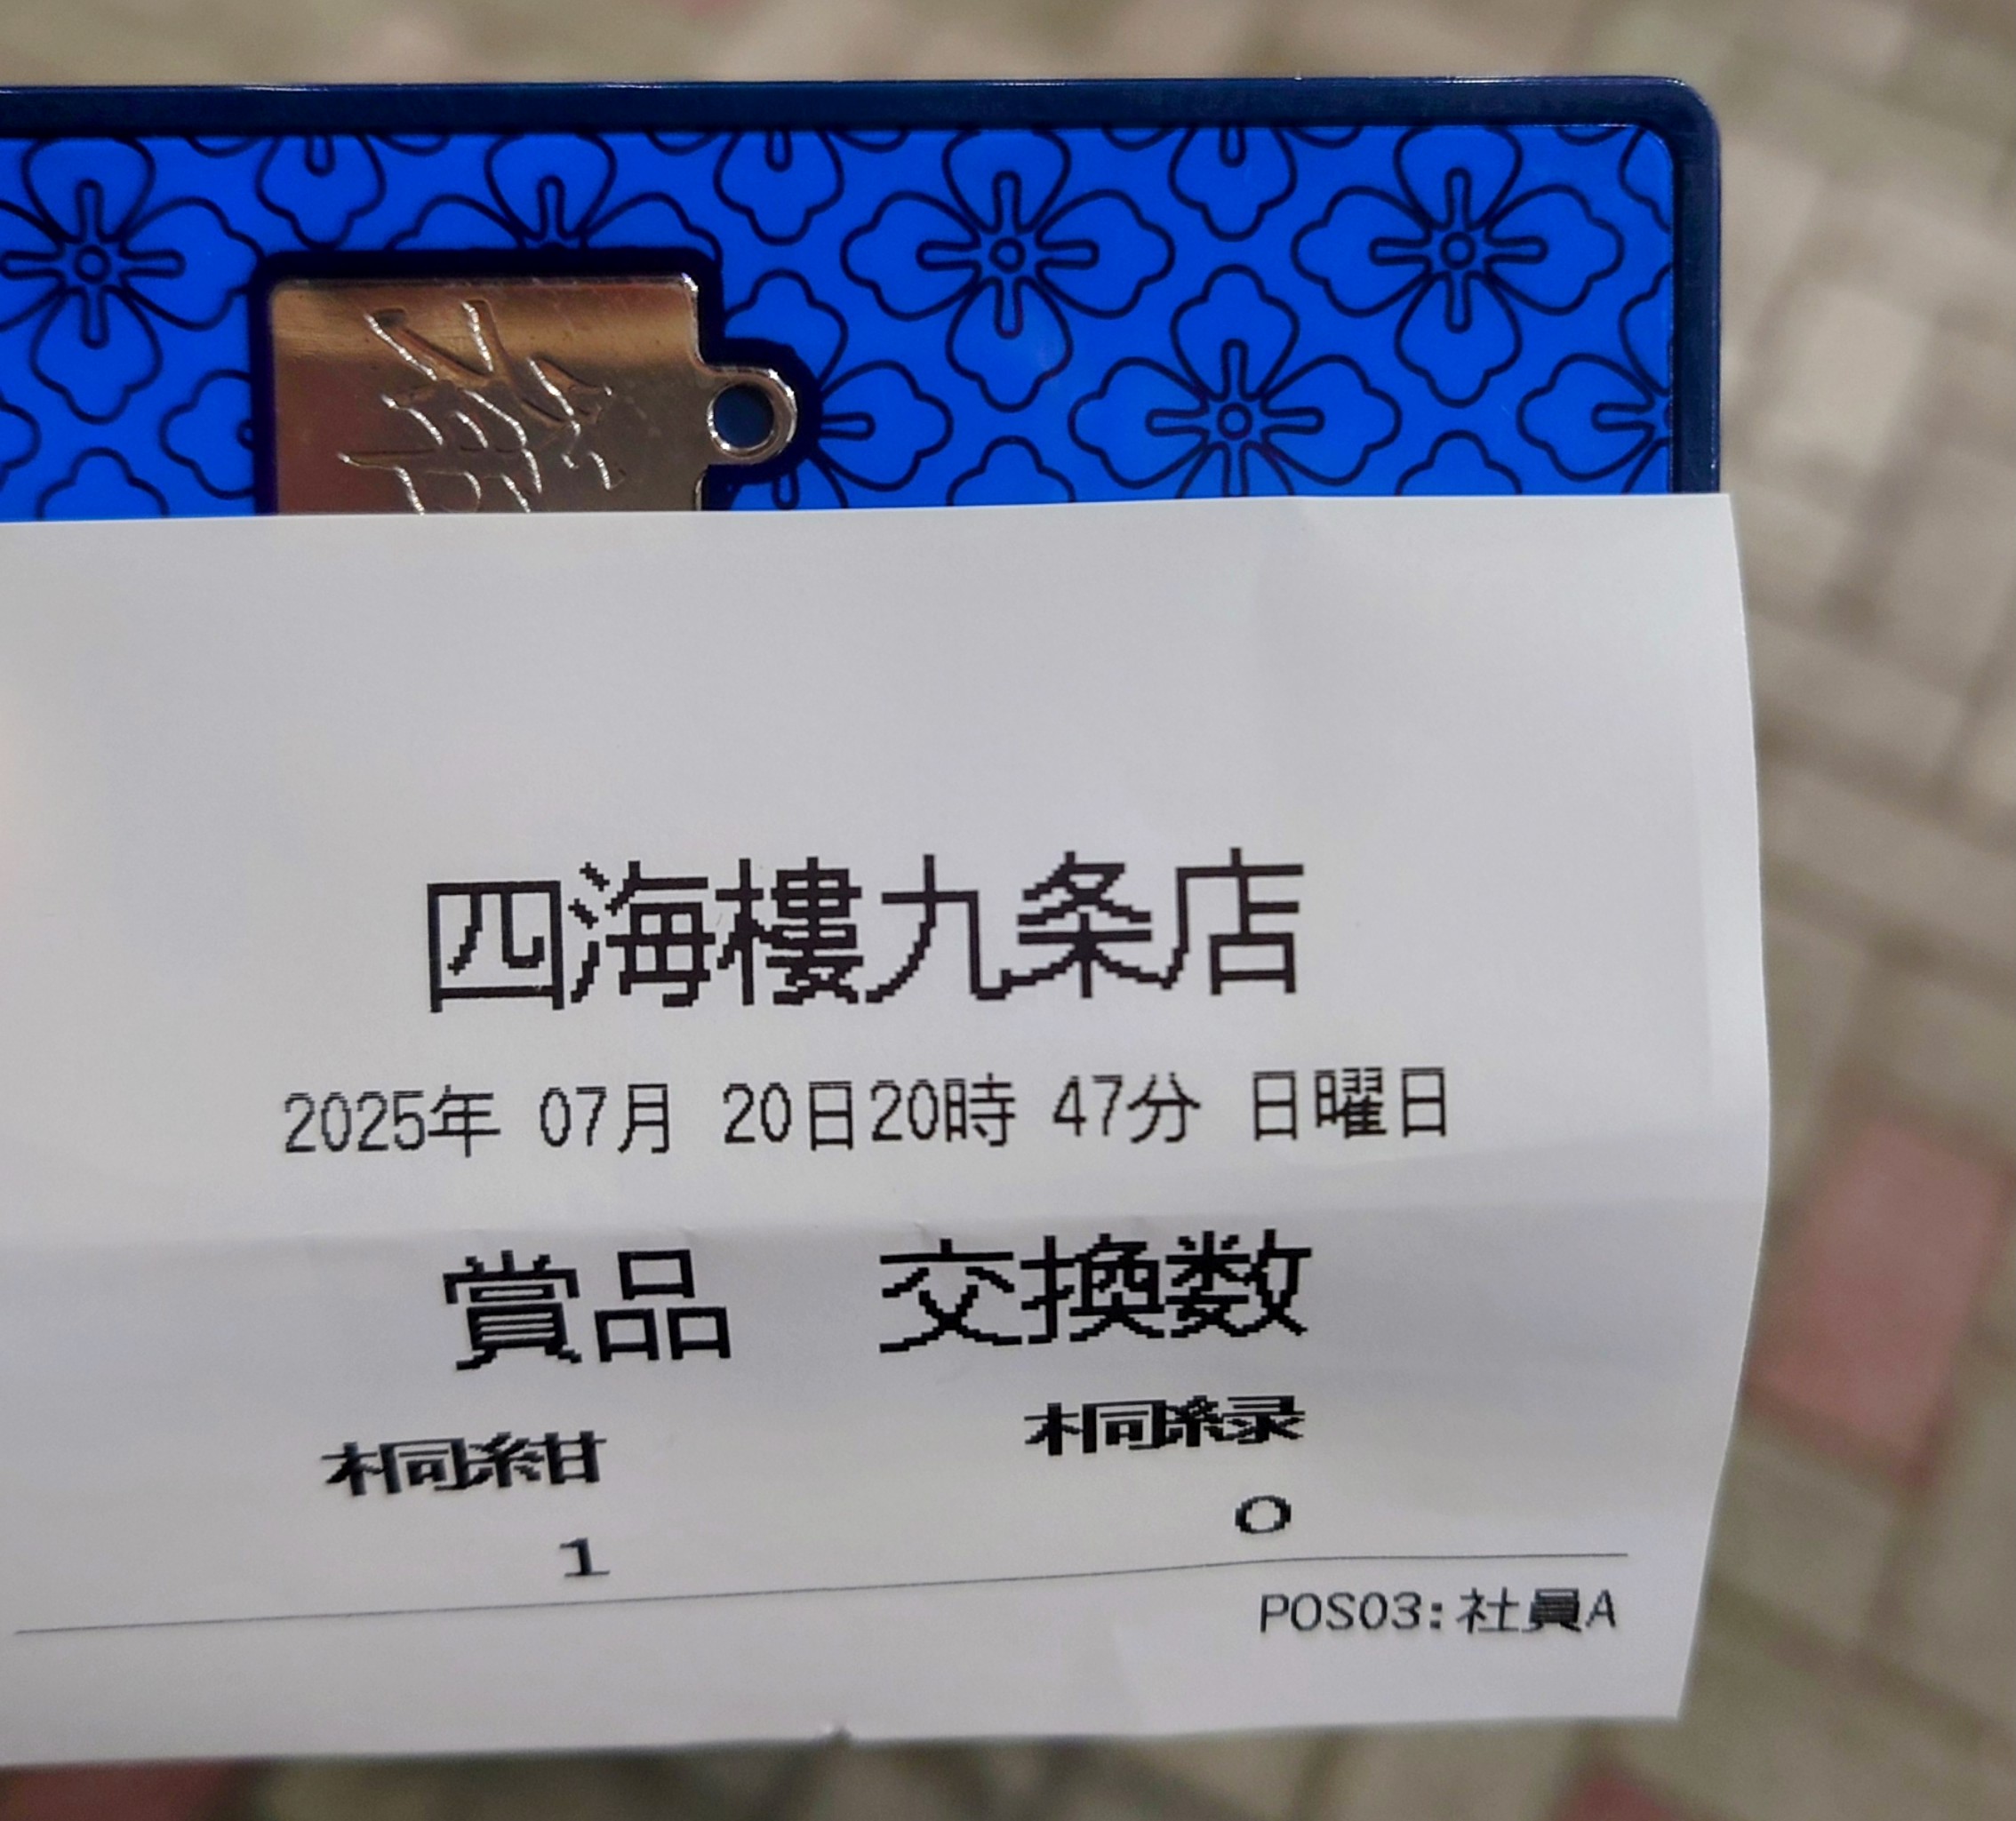 四海樓九条店
2025年 07月 20日20時 47分 日曜日
賞品 交換数
桐紺 桐緑
1 0
POS03:社員A